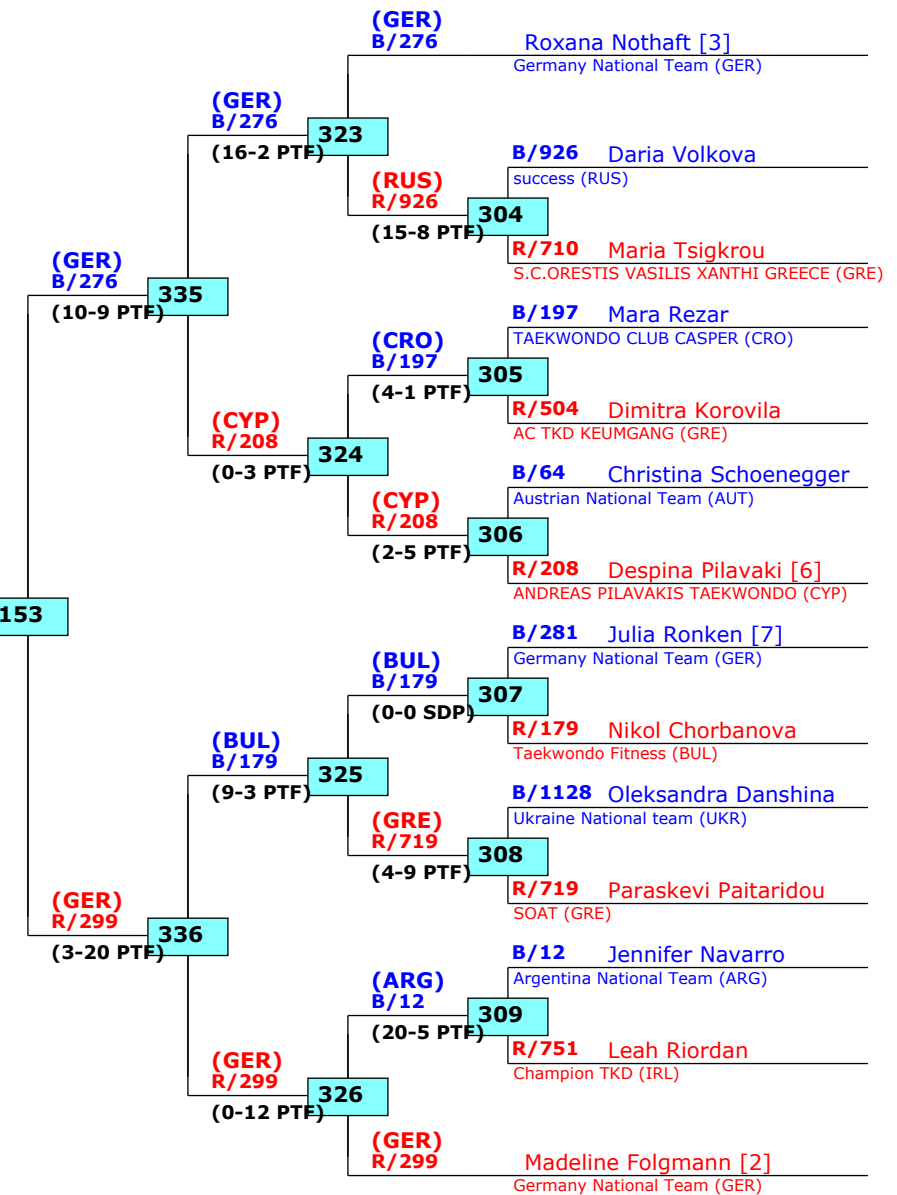 (GER)
B/276
Roxana Nothaft [3]
Germany National Team (GER)
(GER)
B/276
323
(16-2 PTF)
B/926 Daria Volkova
success (RUS)
(RUS)
R/926
304
(15-8 PTF)
R/710 Maria Tsigkrou
S.C.ORESTIS VASILIS XANTHI GREECE (GRE)
(GER)
B/276
335
(10-9 PTF)
B/197 Mara Rezar
TAEKWONDO CLUB CASPER (CRO)
(CRO)
B/197
305
(4-1 PTF)
R/504 Dimitra Korovila
AC TKD KEUMGANG (GRE)
(CYP)
R/208
324
(0-3 PTF)
B/64 Christina Schoenegger
Austrian National Team (AUT)
(CYP)
R/208
306
(2-5 PTF)
R/208 Despina Pilavaki [6]
ANDREAS PILAVAKIS TAEKWONDO (CYP)
153
B/281 Julia Ronken [7]
Germany National Team (GER)
(BUL)
B/179
307
(0-0 SDP)
R/179 Nikol Chorbanova
Taekwondo Fitness (BUL)
(BUL)
B/179
325
(9-3 PTF)
B/1128 Oleksandra Danshina
Ukraine National team (UKR)
(GRE)
R/719
308
(4-9 PTF)
R/719 Paraskevi Paitaridou
SOAT (GRE)
(GER)
R/299
336
(3-20 PTF)
B/12 Jennifer Navarro
Argentina National Team (ARG)
(ARG)
B/12
309
(20-5 PTF)
R/751 Leah Riordan
Champion TKD (IRL)
(GER)
R/299
326
(0-12 PTF)
(GER)
R/299
Madeline Folgmann [2]
Germany National Team (GER)